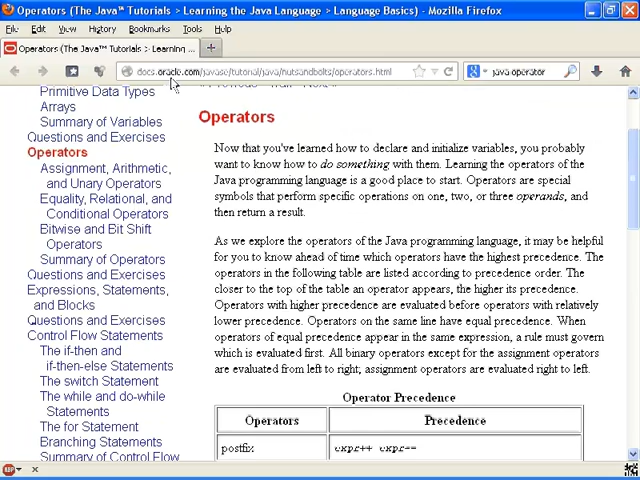 Operators (The Java™ Tutorials > Learning the Java Language > Language Basics) - Mozilla Firefox
File Edit View History Bookmarks Tools Help
Operators (The Java™ Tutorials > Learning ...
docs.oracle.com/javase/tutorial/java/nutsandbolts/operators.html
java operator
Primitive Data Types
Arrays
Summary of Variables
Questions and Exercises
Operators
Assignment, Arithmetic,
and Unary Operators
Equality, Relational, and
Conditional Operators
Bitwise and Bit Shift
Operators
Summary of Operators
Questions and Exercises
Expressions, Statements,
and Blocks
Questions and Exercises
Control Flow Statements
The if-then and
if-then-else Statements
The switch Statement
The while and do-while
Statements
The for Statement
Branching Statements
Summary of Control Flow
Operators
Now that you've learned how to declare and initialize variables, you probably
want to know how to do something with them. Learning the operators of the
Java programming language is a good place to start. Operators are special
symbols that perform specific operations on one, two, or three operands, and
then return a result.
As we explore the operators of the Java programming language, it may be helpful
for you to know ahead of time which operators have the highest precedence. The
operators in the following table are listed according to precedence order. The
closer to the top of the table an operator appears, the higher its precedence.
Operators with higher precedence are evaluated before operators with relatively
lower precedence. Operators on the same line have equal precedence. When
operators of equal precedence appear in the same expression, a rule must govern
which is evaluated first. All binary operators except for the assignment operators
are evaluated from left to right; assignment operators are evaluated right to left.
Operator Precedence
Operators Precedence
postfix expr++ expr--
ABP